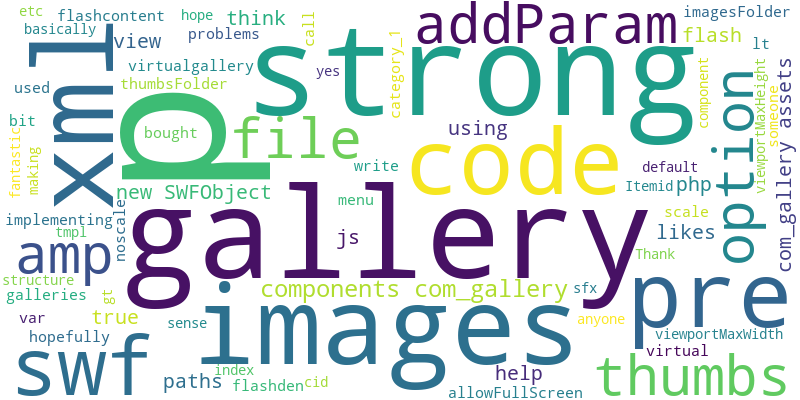 etc
flashcontent
hope
think
call
addParam
imagesFolder
basically
view
problems
flash
xml
strong
lt
used
virtualgallery
yes
category_1
component
viewportMaxHeight
someone
assets
thumbsFolder
bit
p
bought
file
using
code
option
fantastic
making
write
default
new SWFObject
menu
Itemid
php
com_gallery
implementing
tmpl
noscale
gallery
js
scale
likes
amp
Thank
structure
galleries
gt
components
com_gallery
sfx
pre
var
true
sense
images
anyone
hopefully
viewportMaxWidth
swf
paths
index
help
virtual
thumbs
flashden
cid
allowFullScreen